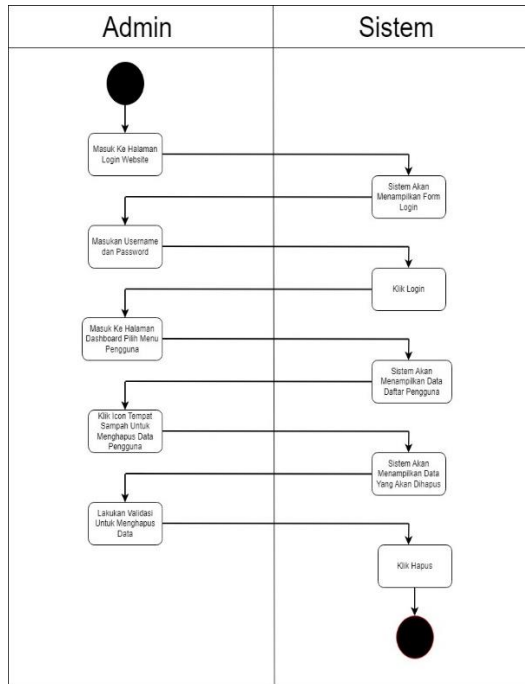 Admin
Sistem
Masuk Ke Halaman
Login Website
Sistem Akan
Menampilkan Form
Login
Masukan Username
dan Password
Klik Login
Masuk Ke Halaman
Dashboard Pilih Menu
Pengguna
Sistem Akan
Menampilkan Data
Daftar Pengguna
Klik Icon Tempat
Sampah Untuk
Menghapus Data
Pengguna
Sistem Akan
Menampilkan Data
Yang Akan Dihapus
Lakukan Validasi
Untuk Menghapus
Data
Klik Hapus